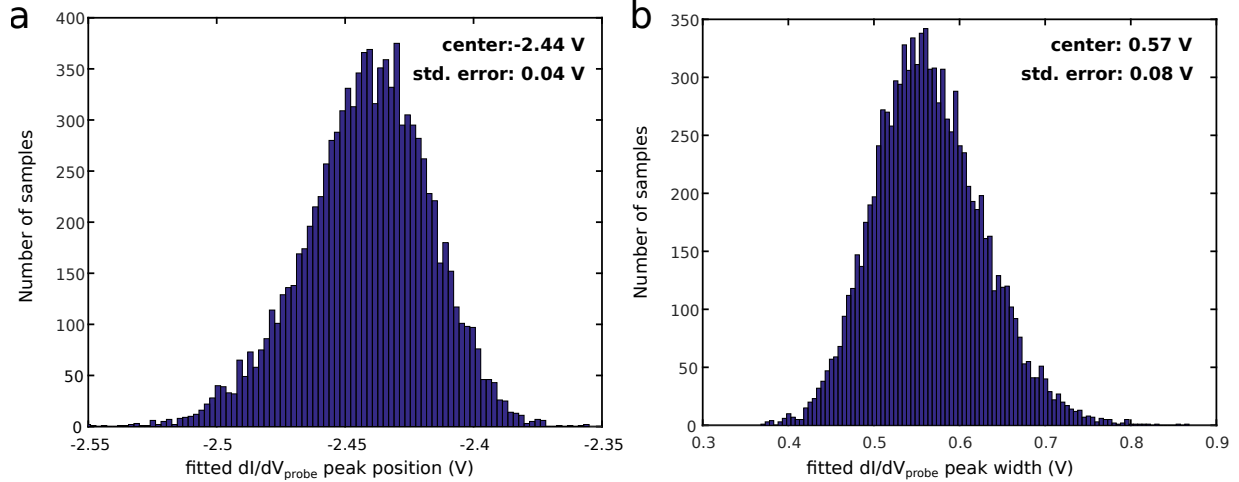 a
400
350
300
250
200
150
100
50
0
-2.55
-2.5
-2.45
-2.4
-2.35
Number of samples
fitted dI/dVprobe peak position (V)
center:-2.44 V
std. error: 0.04 V
b
350
300
250
200
150
100
50
0
0.3
0.4
0.5
0.6
0.7
0.8
0.9
Number of samples
fitted dI/dVprobe peak width (V)
center: 0.57 V
std. error: 0.08 V